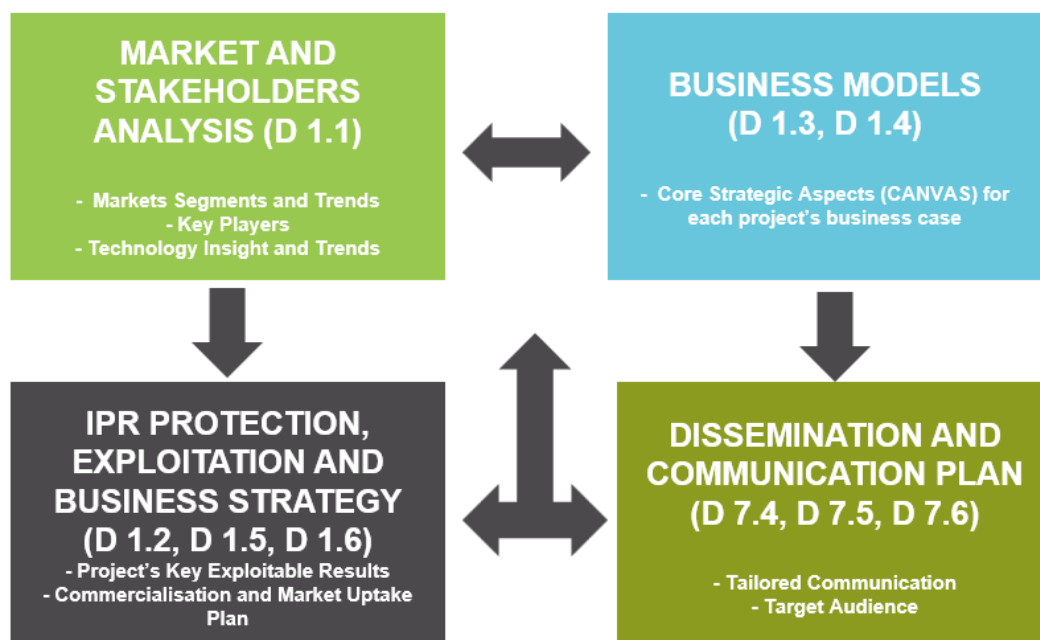 MARKET AND
STAKEHOLDERS
ANALYSIS (D 1.1)
- Markets Segments and Trends
- Key Players
- Technology Insight and Trends
BUSINESS MODELS
(D 1.3, D 1.4)
- Core Strategic Aspects (CANVAS) for
each project's business case
IPR PROTECTION,
EXPLOITATION AND
BUSINESS STRATEGY
(D 1.2, D 1.5, D 1.6)
- Project's Key Exploitable Results
- Commercialisation and Market Uptake
Plan
DISSEMINATION AND
COMMUNICATION PLAN
(D 7.4, D 7.5, D 7.6)
- Tailored Communication
- Target Audience